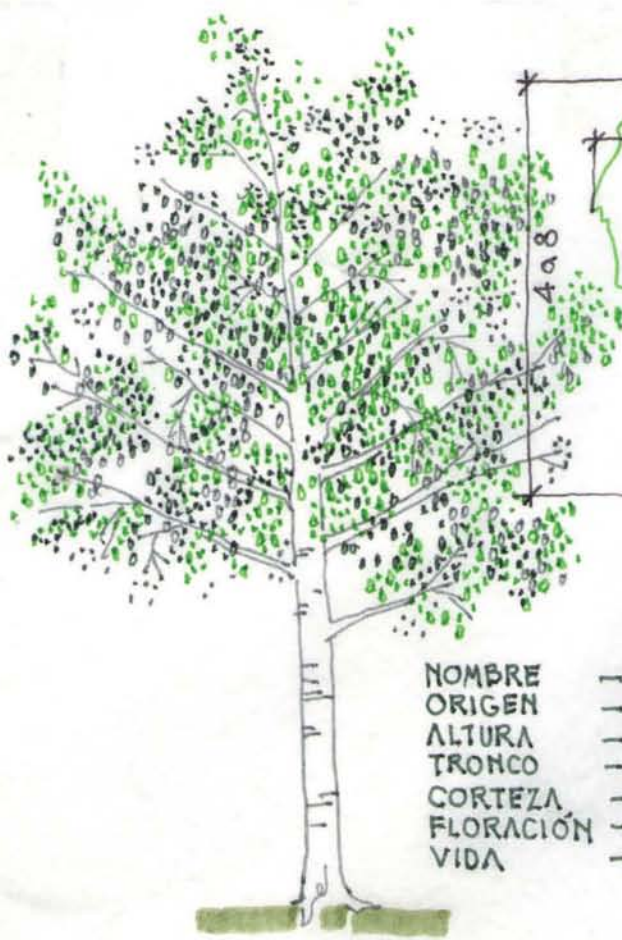 4 a 8
NOMBRE
ORIGEN
ALTURA
TRONCO
CORTEZA
FLORACIÓN
VIDA